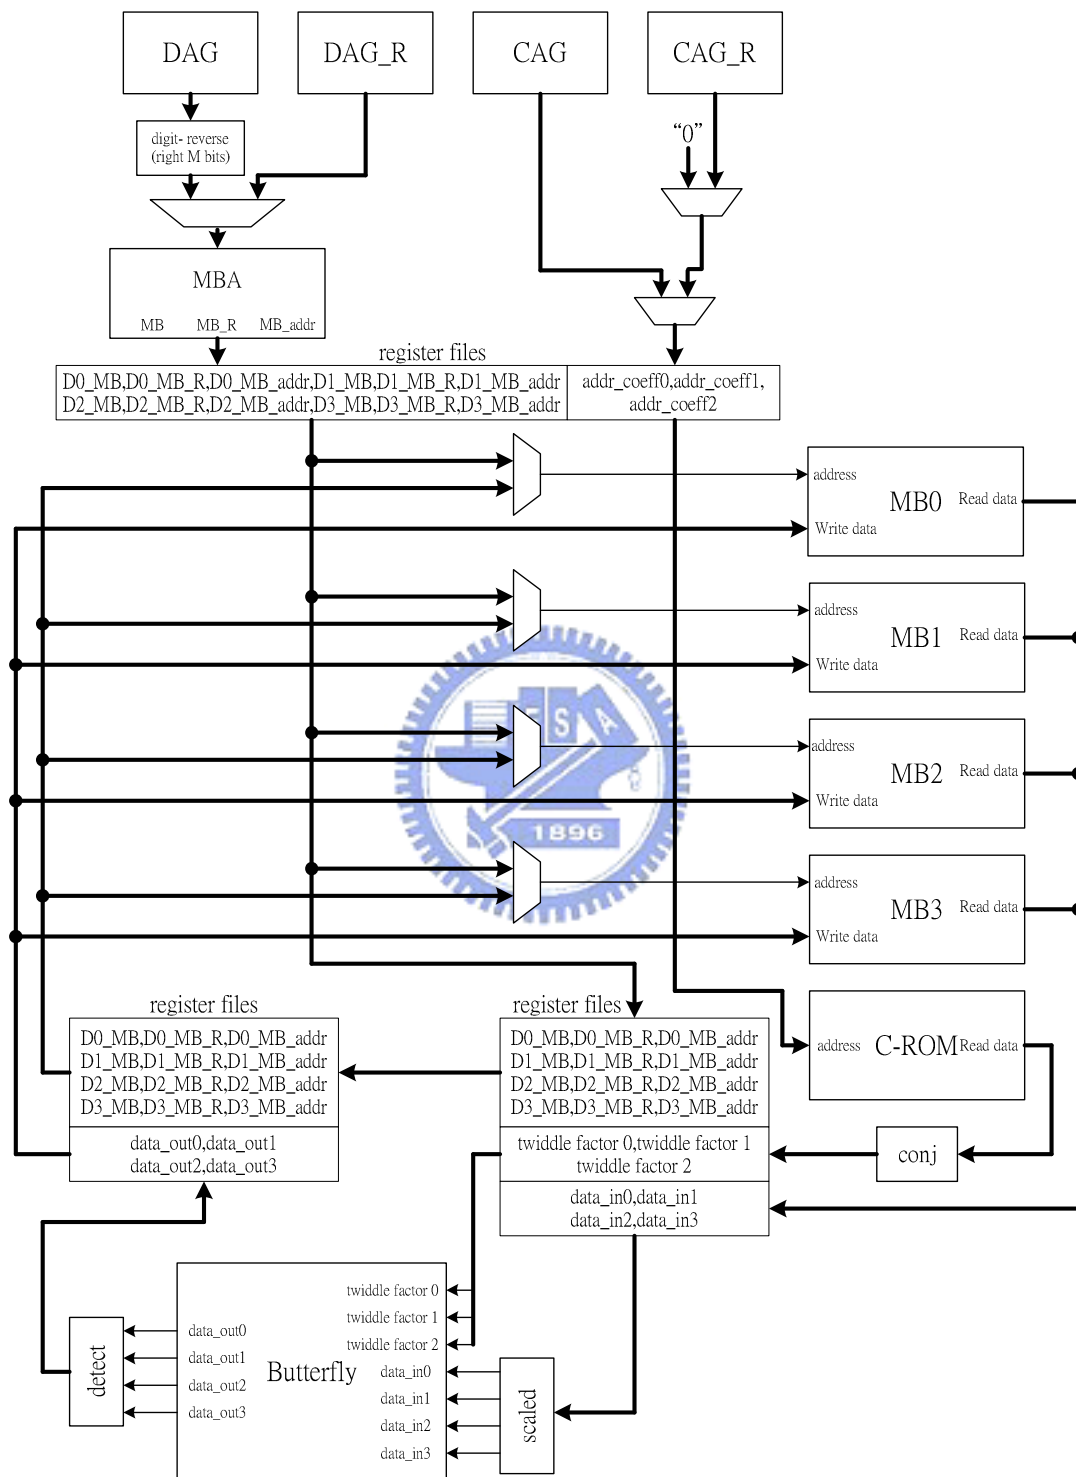 DAG
DAG_R
CAG
CAG_R
digit- reverse
(right M bits)
“0”
MBA
MB
MB_R
MB_addr
register files
D0_MB,D0_MB_R,D0_MB_addr,D1_MB,D1_MB_R,D1_MB_addr
D2_MB,D2_MB_R,D2_MB_addr,D3_MB,D3_MB_R,D3_MB_addr
addr_coeff0,addr_coeff1,
addr_coeff2
address
MB0
Read data
Write data
address
MB1
Read data
Write data
address
MB2
Read data
Write data
address
MB3
Read data
Write data
S
A
1896
register files
D0_MB,D0_MB_R,D0_MB_addr
D1_MB,D1_MB_R,D1_MB_addr
D2_MB,D2_MB_R,D2_MB_addr
D3_MB,D3_MB_R,D3_MB_addr
data_out0,data_out1
data_out2,data_out3
register files
D0_MB,D0_MB_R,D0_MB_addr
D1_MB,D1_MB_R,D1_MB_addr
D2_MB,D2_MB_R,D2_MB_addr
D3_MB,D3_MB_R,D3_MB_addr
twiddle factor 0,twiddle factor 1
twiddle factor 2
data_in0,data_in1
data_in2,data_in3
address
C-ROM
Read data
conj
detect
data_out0
data_out1
data_out2
data_out3
Butterfly
twiddle factor 0
twiddle factor 1
twiddle factor 2
data_in0
data_in1
data_in2
data_in3
scaled